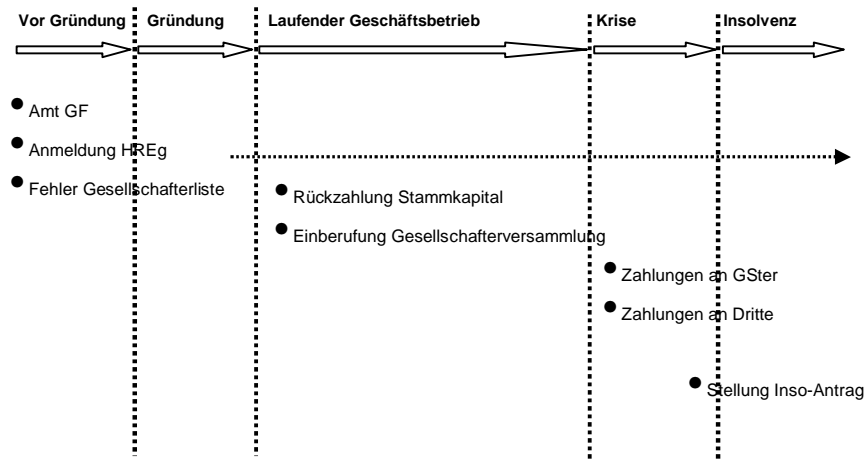 Vor Gründung Gründung Laufender Geschäftsbetrieb Krise Insolvenz
Amt GF
Anmeldung HREg
Fehler Gesellschafterliste
Rückzahlung Stammkapital
Einberufung Gesellschafterversammlung
Zahlungen an GSter
Zahlungen an Dritte
Stellung Inso-Antrag